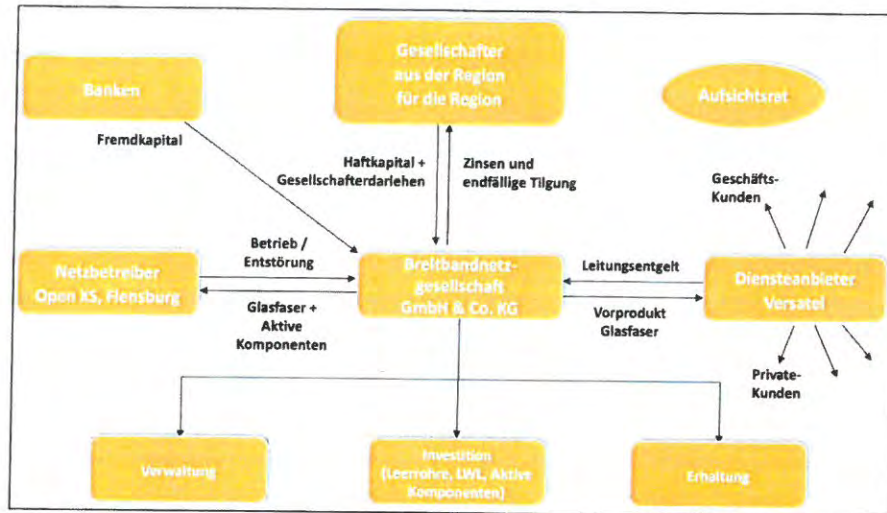 Banken
Gesellschafter
aus der Region
für die Region
Aufsichtsrat
Fremdkapital
Haftkapital +
Gesellschafterdarlehen
Zinsen und
endfällige Tilgung
Geschäfts-
Kunden
Netzbetreiber
Open XS, Flensburg
Betrieb /
Entstörung
Glasfaser +
Aktive
Komponenten
Breitbandnetz-
gesellschaft
GmbH & Co. KG
Leitungsentgelt
Vorprodukt
Glasfaser
Diensteanbieter
Versatel
Private-
Kunden
Verwaltung
Investition
(Leerrohre, LWL, Aktive
Komponenten)
Erhaltung